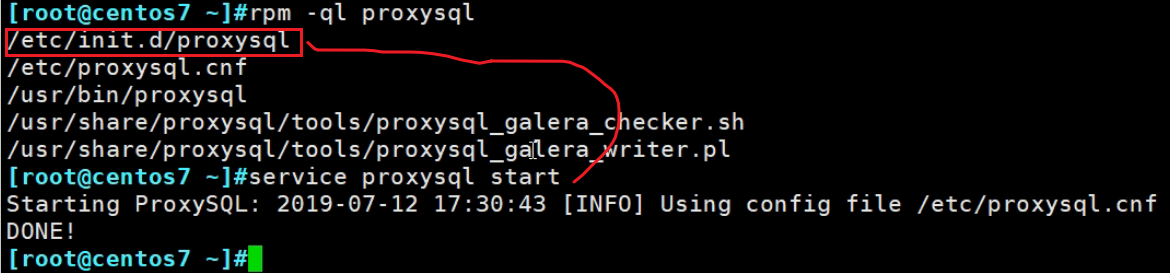 [root@centos7 ~]#rpm -ql proxysql
/etc/init.d/proxysql
/etc/proxysql.cnf
/usr/bin/proxysql
/usr/share/proxysql/tools/proxysql_galera_checker.sh
/usr/share/proxysql/tools/proxysql_galera_writer.pl
[root@centos7 ~]#service proxysql start
Starting ProxySQL: 2019-07-12 17:30:43 [INFO] Using config file /etc/proxysql.cnf
DONE!
[root@centos7 ~]#